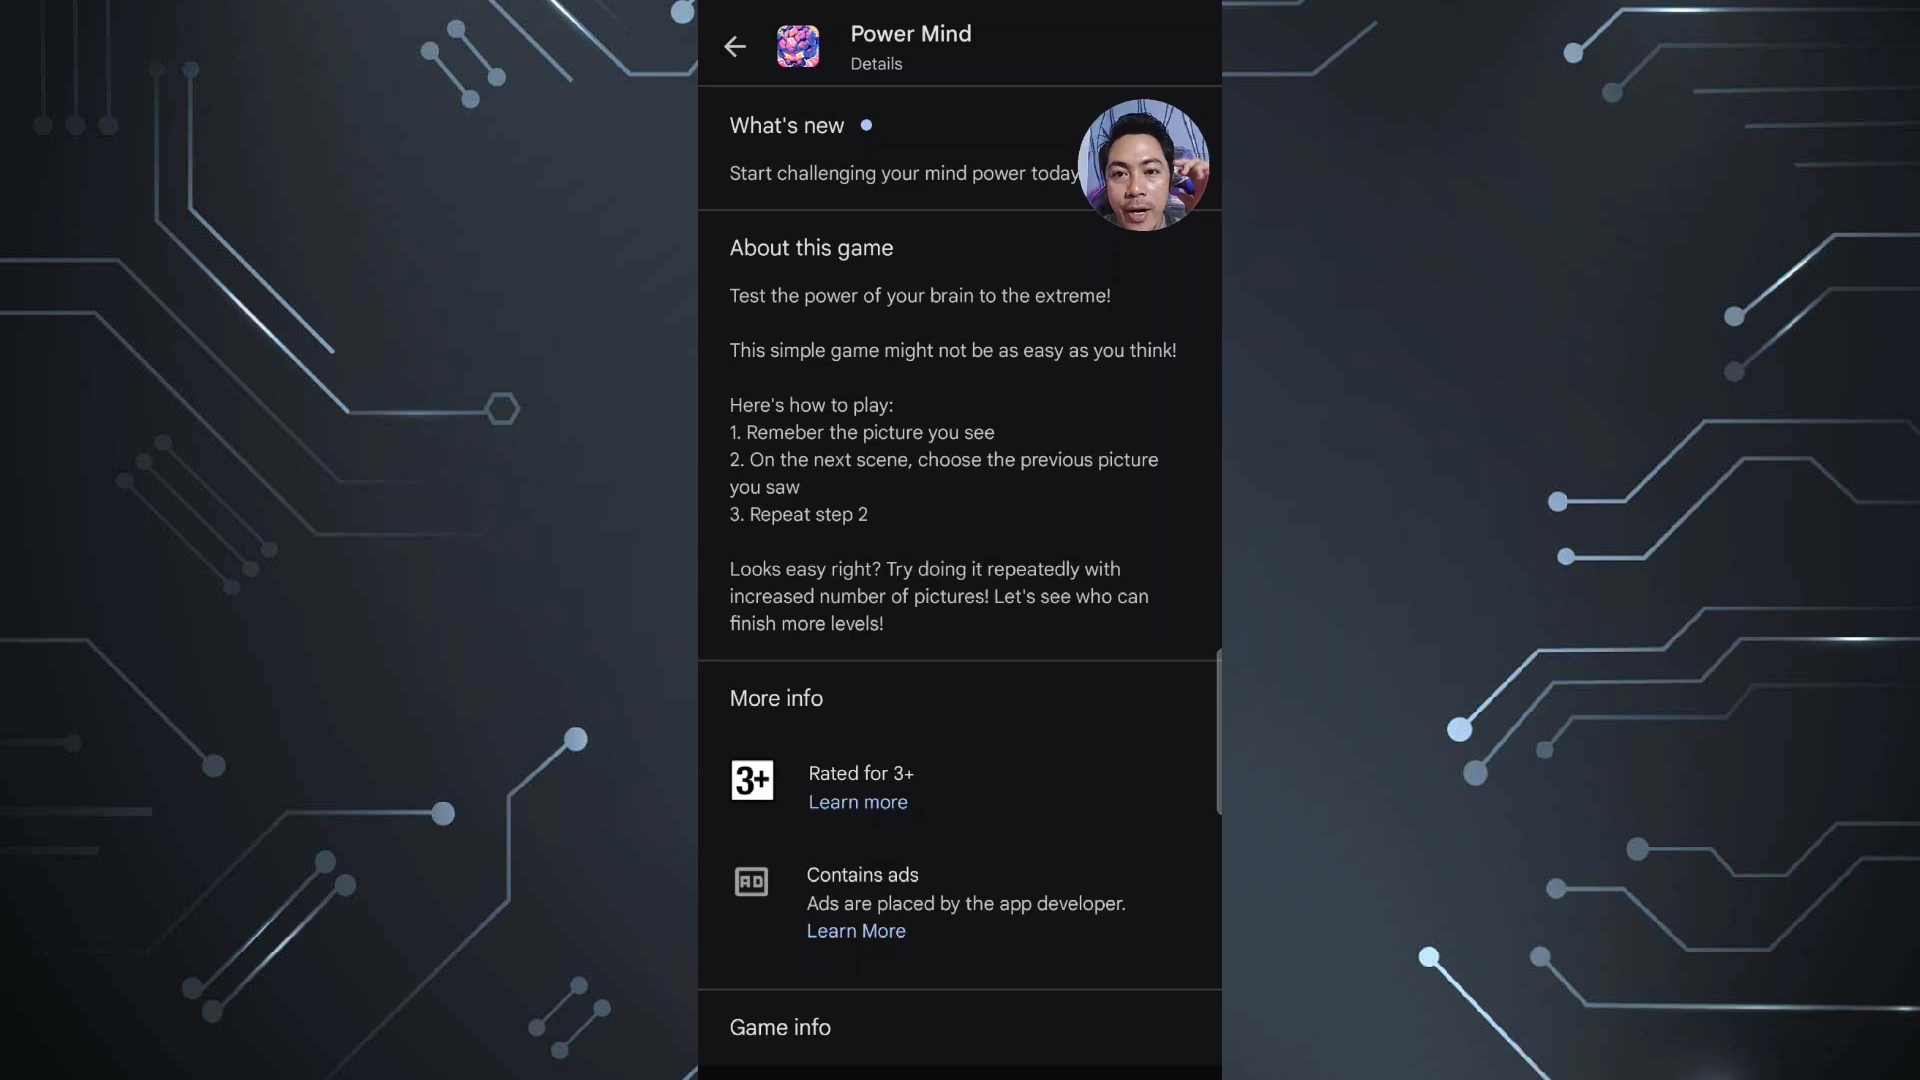 Power Mind
Details
What's new
Start challenging your mind power today
About this game
Test the power of your brain to the extreme!
This simple game might not be as easy as you think!
Here's how to play:
1. Remeber the picture you see
2. On the next scene, choose the previous picture
you saw
3. Repeat step 2
Looks easy right? Try doing it repeatedly with
increased number of pictures! Let's see who can
finish more levels!
More info
3+
Rated for 3+
Learn more
AD
Contains ads
Ads are placed by the app developer.
Learn More
Game info